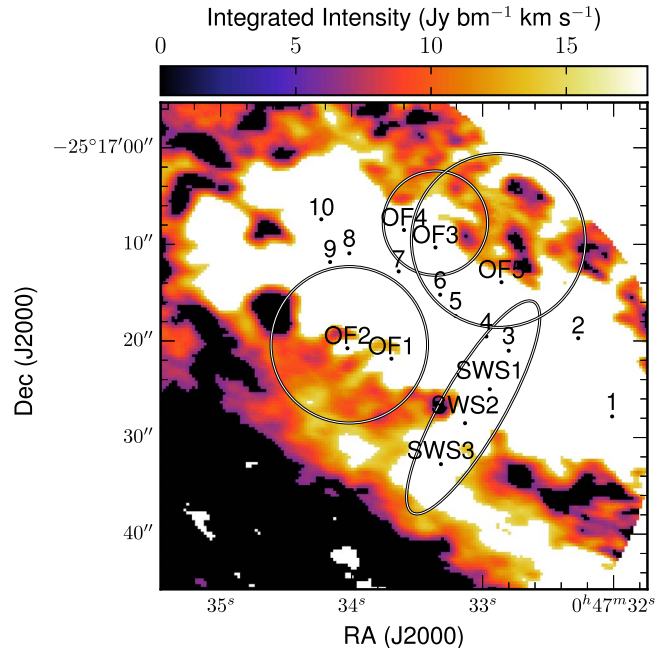 Integrated Intensity (Jy bm⁻¹ km s⁻¹)
0 5 10 15
−25°17′00″
10″
20″
30″
40″
Dec (J2000)
10
9
8
7
OF4
OF3
OF5
6
5
4
3
2
1
OF2
OF1
SWS1
SWS2
SWS3
35ˢ 34ˢ 33ˢ 0ʰ47ᵐ32ˢ
RA (J2000)